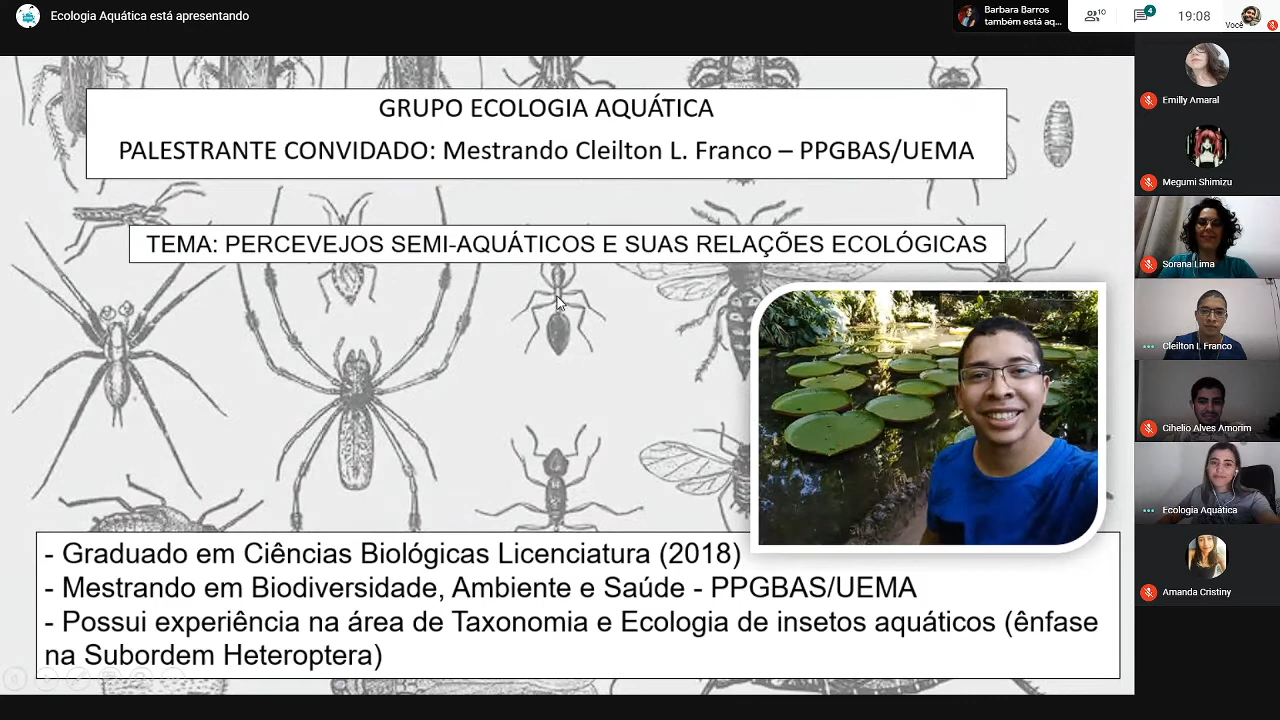 Ecologia Aquática está apresentando
Barbara Barros
também está aq...
10
4
19:08
Você
GRUPO ECOLOGIA AQUÁTICA
PALESTRANTE CONVIDADO: Mestrando Cleilton L. Franco – PPGBAS/UEMA
TEMA: PERCEVEJOS SEMI-AQUÁTICOS E SUAS RELAÇÕES ECOLÓGICAS
- Graduado em Ciências Biológicas Licenciatura (2018)
- Mestrando em Biodiversidade, Ambiente e Saúde - PPGBAS/UEMA
- Possui experiência na área de Taxonomia e Ecologia de insetos aquáticos (ênfase
na Subordem Heteroptera)
Emilly Amaral
Megumi Shimizu
Sorana Lima
Cleilton L Franco
Cihelio Alves Amorim
Ecologia Aquática
Amanda Cristiny